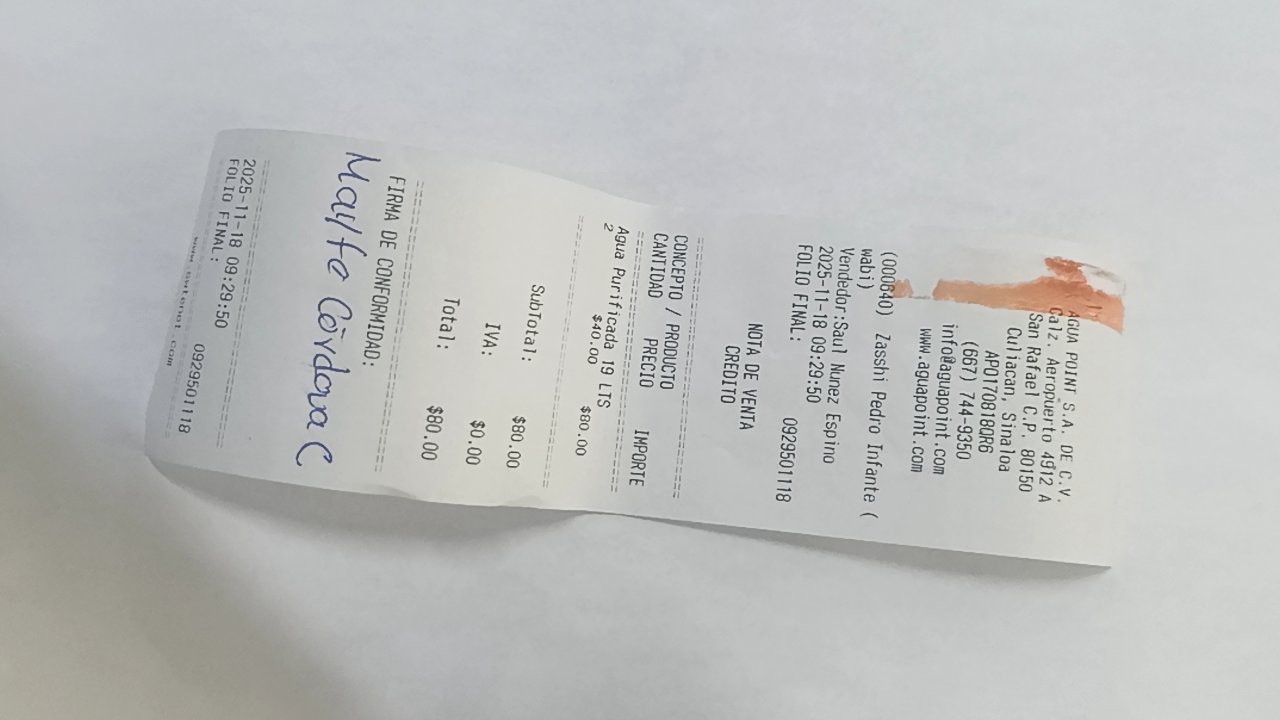 AGUA POINT S.A. DE C.V.
Calz. Aeropuerto 4912 A
San Rafael C.P. 80150
Culiacan, Sinaloa
APO170818QR6
(667) 744-9350
info@aguapoint.com
www.aguapoint.com
(000840) Zasshi Pedro Infante (
wabi)
Vendedor:Saul Nunez Espino
2025-11-18 09:29:50
FOLIO FINAL: 0929501118
NOTA DE VENTA
CREDITO
CONCEPTO / PRODUCTO
CANTIDAD PRECIO IMPORTE
Agua Purificada 19 LTS
2 $40.00 $80.00
SubTotal: $80.00
IVA: $0.00
Total: $80.00
FIRMA DE CONFORMIDAD:
Córdova C
2025-11-18 09:29:50
FOLIO FINAL: 0929501118